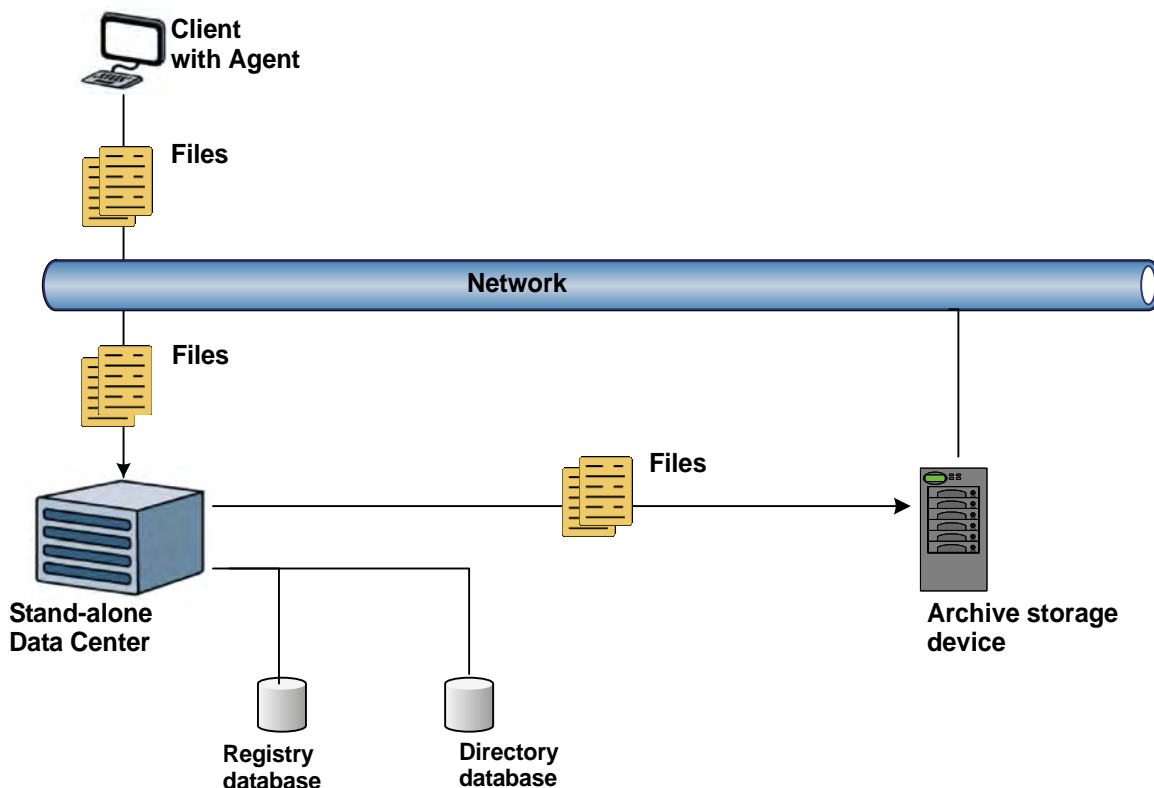 Client
with Agent
Files
Network
Files
Files
Stand-alone
Data Center
Archive storage
device
Registry
database
Directory
database